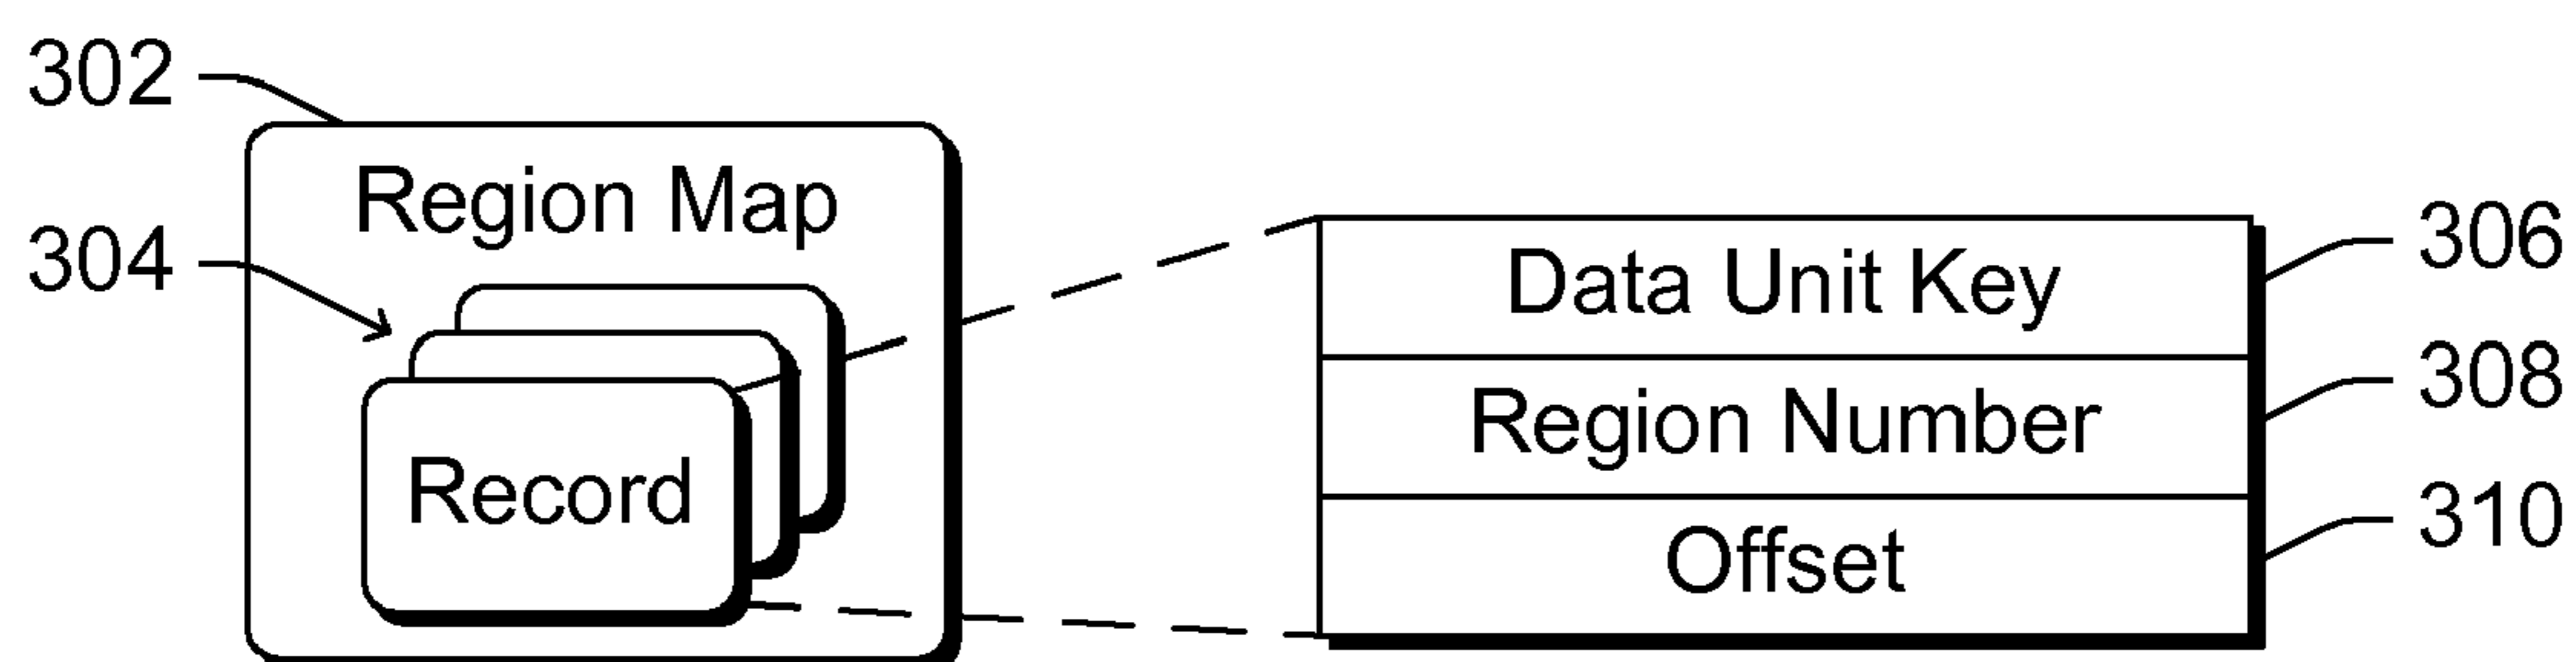 302
Region Map
304
Record
Data Unit Key
306
Region Number
308
Offset
310